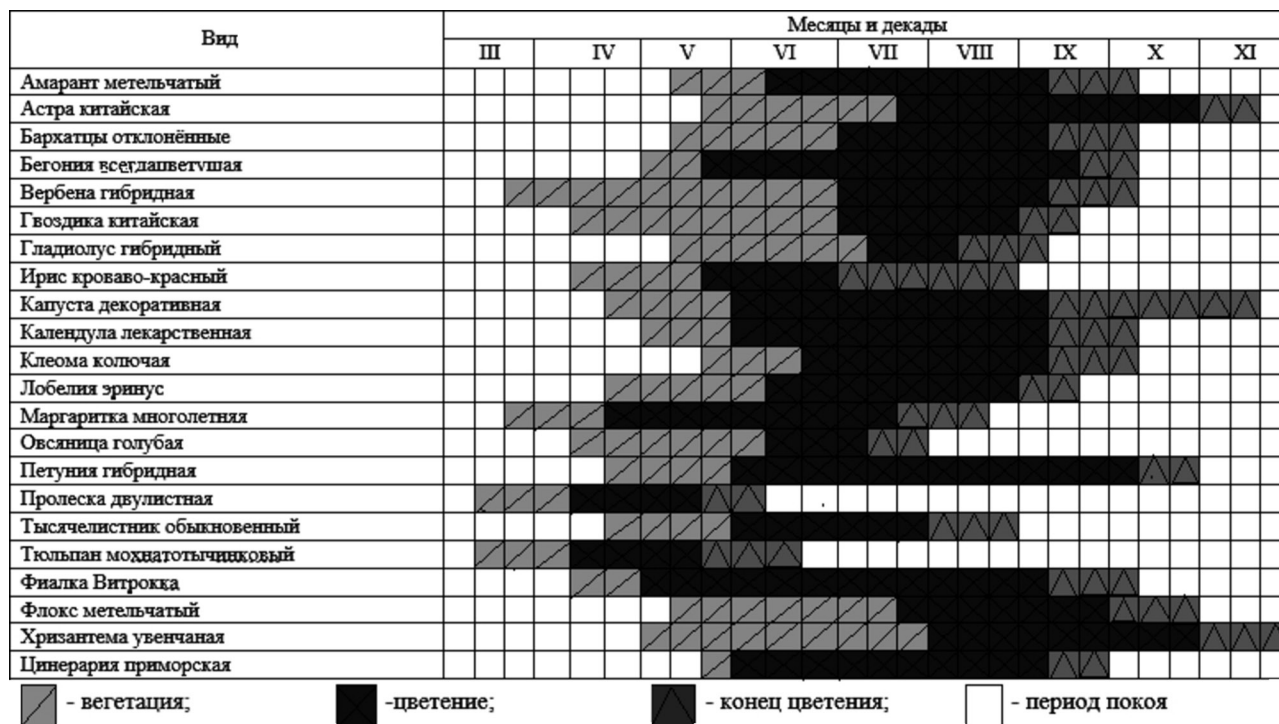 Вид
Месяцы и декады
III IV V VI VII VIII IX X XI
Амарант метельчатый
Астра китайская
Бархатцы отклонённые
Бегония всегдацветущая
Вербена гибридная
Гвоздика китайская
Гладиолус гибридный
Ирис кроваво-красный
Капуста декоративная
Календула лекарственная
Клеома колючая
Лобелия эринус
Маргаритка многолетняя
Овсяница голубая
Петуния гибридная
Пролеска двулистная
Тысячелистник обыкновенный
Тюльпан мохнатотычинковый
Фиалка Витрокка
Флокс метельчатый
Хризантема увенчаная
Цинерария приморская
- вегетация; -цветение; - конец цветения; - период покоя